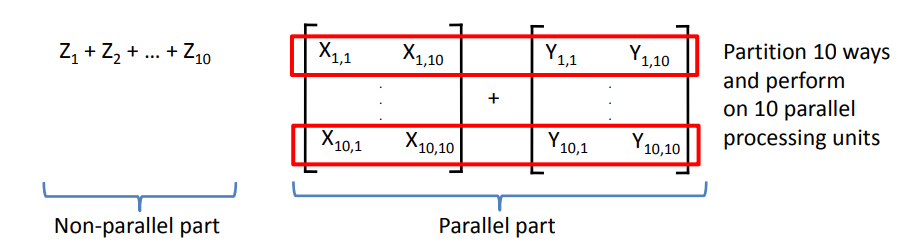 Z1 + Z2 + ... + Z10
X1,1 X1,10 Y1,1 Y1,10
+
X10,1 X10,10 Y10,1 Y10,10
Partition 10 ways
and perform
on 10 parallel
processing units
Non-parallel part
Parallel part